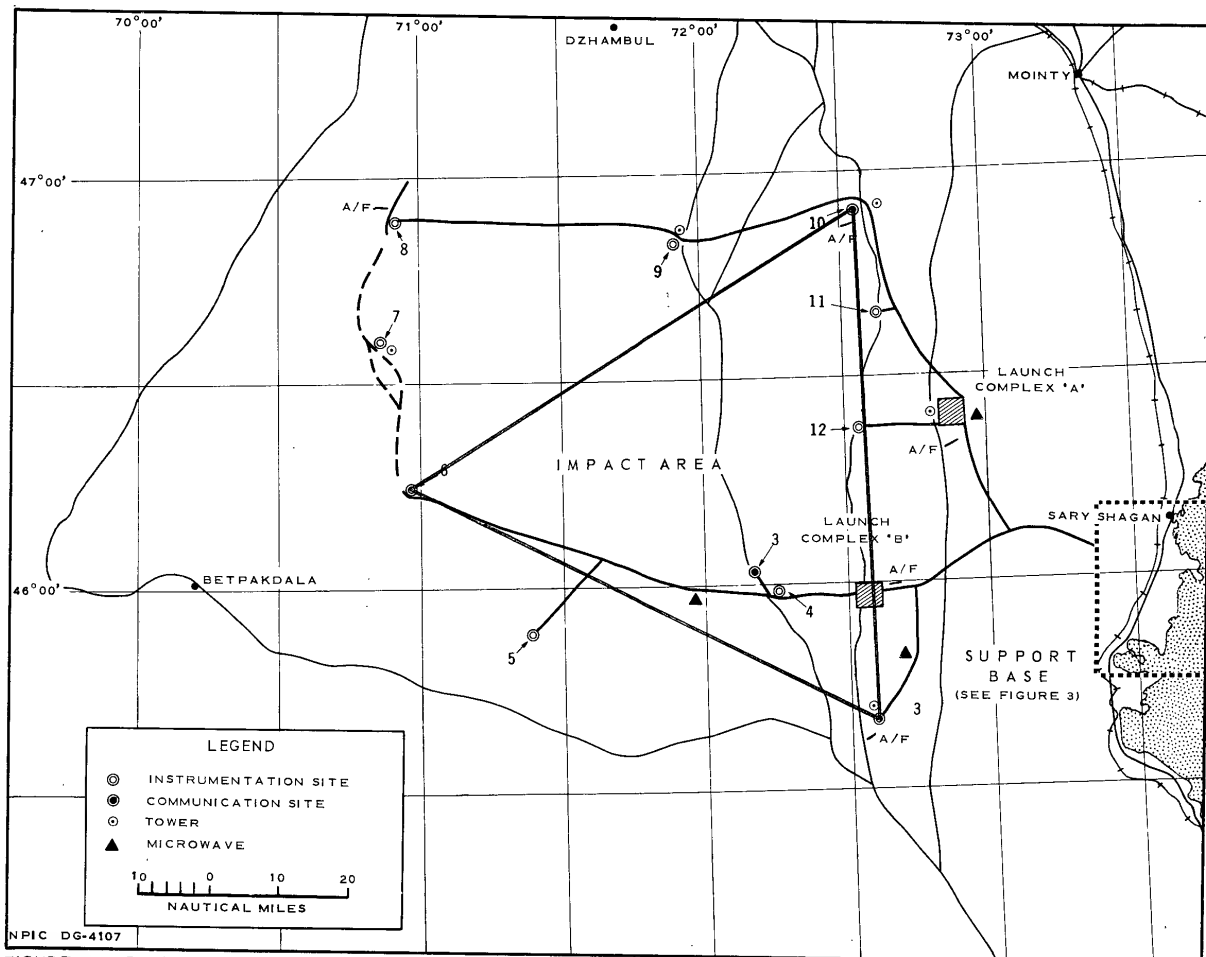 70°00'
71°00'
72°00'
73°00'
DZHAMBUL
MOINTY
47°00'
A/F
8
9
10
A/F
11
7
LAUNCH
COMPLEX "A"
12
A/F
IMPACT AREA
6
SARY SHAGAN
LAUNCH
COMPLEX "B"
3
A/F
BETPAKDALA
46°00'
4
5
SUPPORT
BASE
(SEE FIGURE 3)
3
A/F
LEGEND
INSTRUMENTATION SITE
COMMUNICATION SITE
TOWER
MICROWAVE
10 0 10 20
NAUTICAL MILES
NPIC DG-4107